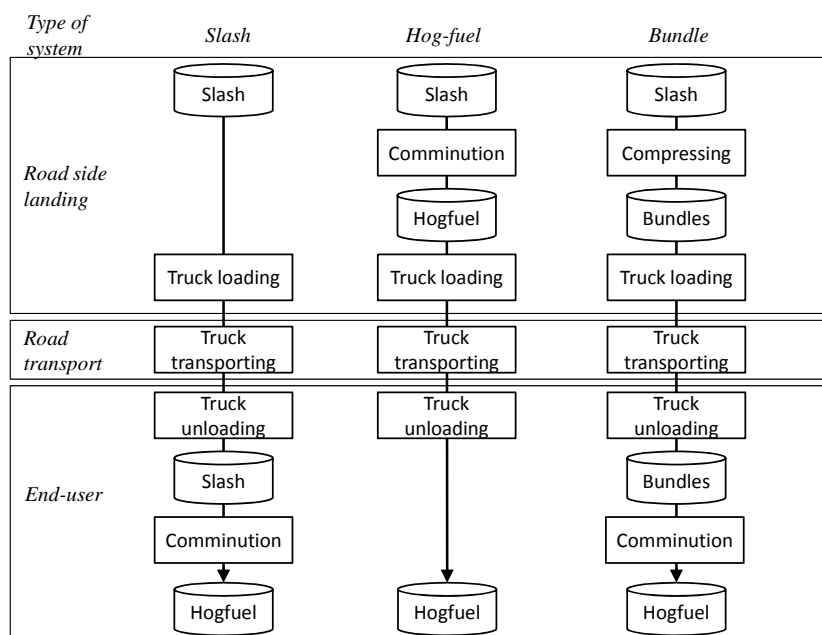 Type of
system
Slash
Hog-fuel
Bundle
Road side
landing
Slash
Slash
Slash
Comminution
Compressing
Hogfuel
Bundles
Truck loading
Truck loading
Truck loading
Road
transport
Truck
transporting
Truck
transporting
Truck
transporting
End-user
Truck
unloading
Truck
unloading
Truck
unloading
Slash
Bundles
Comminution
Comminution
Hogfuel
Hogfuel
Hogfuel